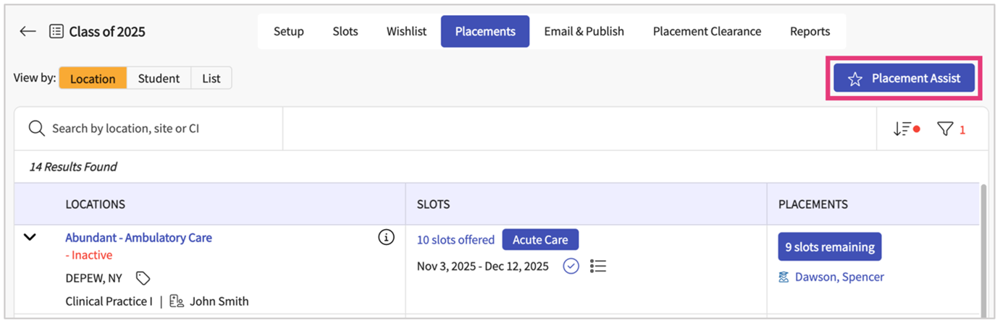 Class of 2025
Setup Slots Wishlist Placements Email & Publish Placement Clearance Reports
View by: Location Student List
Placement Assist
Search by location, site or CI
1
14 Results Found
LOCATIONS SLOTS PLACEMENTS
Abundant - Ambulatory Care
- Inactive
DEPEW, NY
Clinical Practice I | John Smith
10 slots offered Acute Care
Nov 3, 2025 - Dec 12, 2025
9 slots remaining
Dawson, Spencer